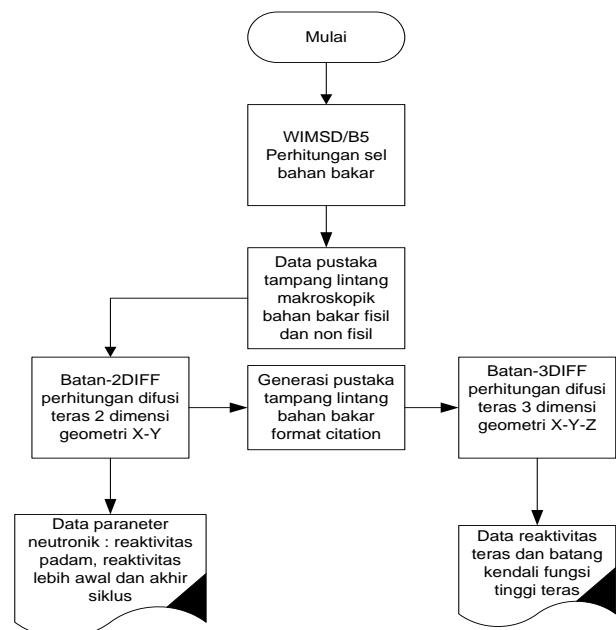 Mulai
WIMSD/B5
Perhitungan sel
bahan bakar
Data pustaka
tampang lintang
makroskopik
bahan bakar fisil
dan non fisil
Batan-2DIFF
perhitungan difusi
teras 2 dimensi
geometri X-Y
Generasi pustaka
tampang lintang
bahan bakar
format citation
Batan-3DIFF
perhitungan difusi
teras 3 dimensi
geometri X-Y-Z
Data paraneter
neutronik : reaktivitas
padam, reaktivitas
lebih awal dan akhir
siklus
Data reaktivitas
teras dan batang
kendali fungsi
tinggi teras